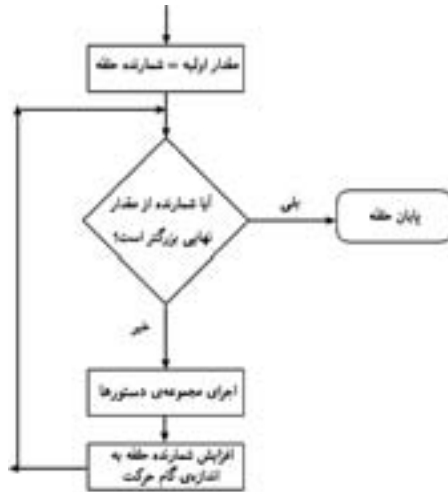 مقدار اولیه = شمارنده حلقه
آیا شمارنده از مقدار
نهایی بزرگتر است؟
بلی
پایان حلقه
خیر
اجرای مجموعه‌ی دستورها
افزایش شمارنده حلقه به
اندازه‌ی گام حرکت